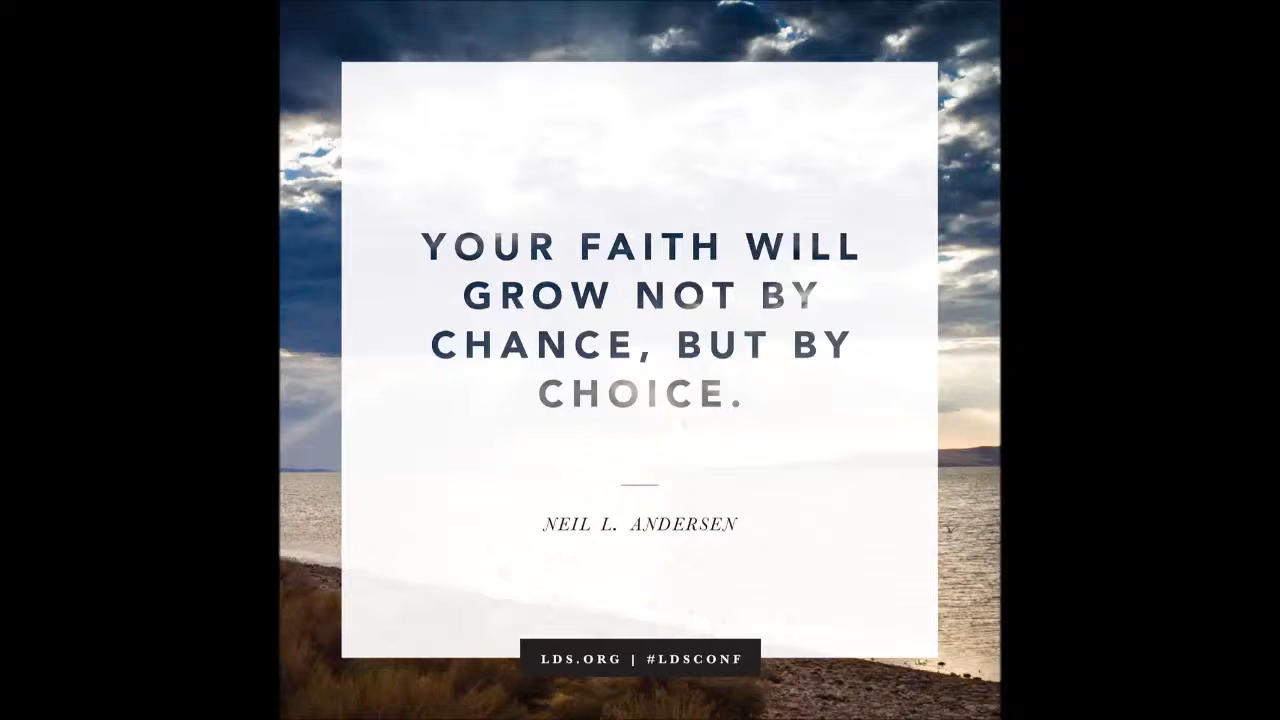 YOUR FAITH WILL
GROW NOT BY
CHANCE, BUT BY
CHOICE.
NEIL L. ANDERSEN
LDS.ORG | #LDSCONF